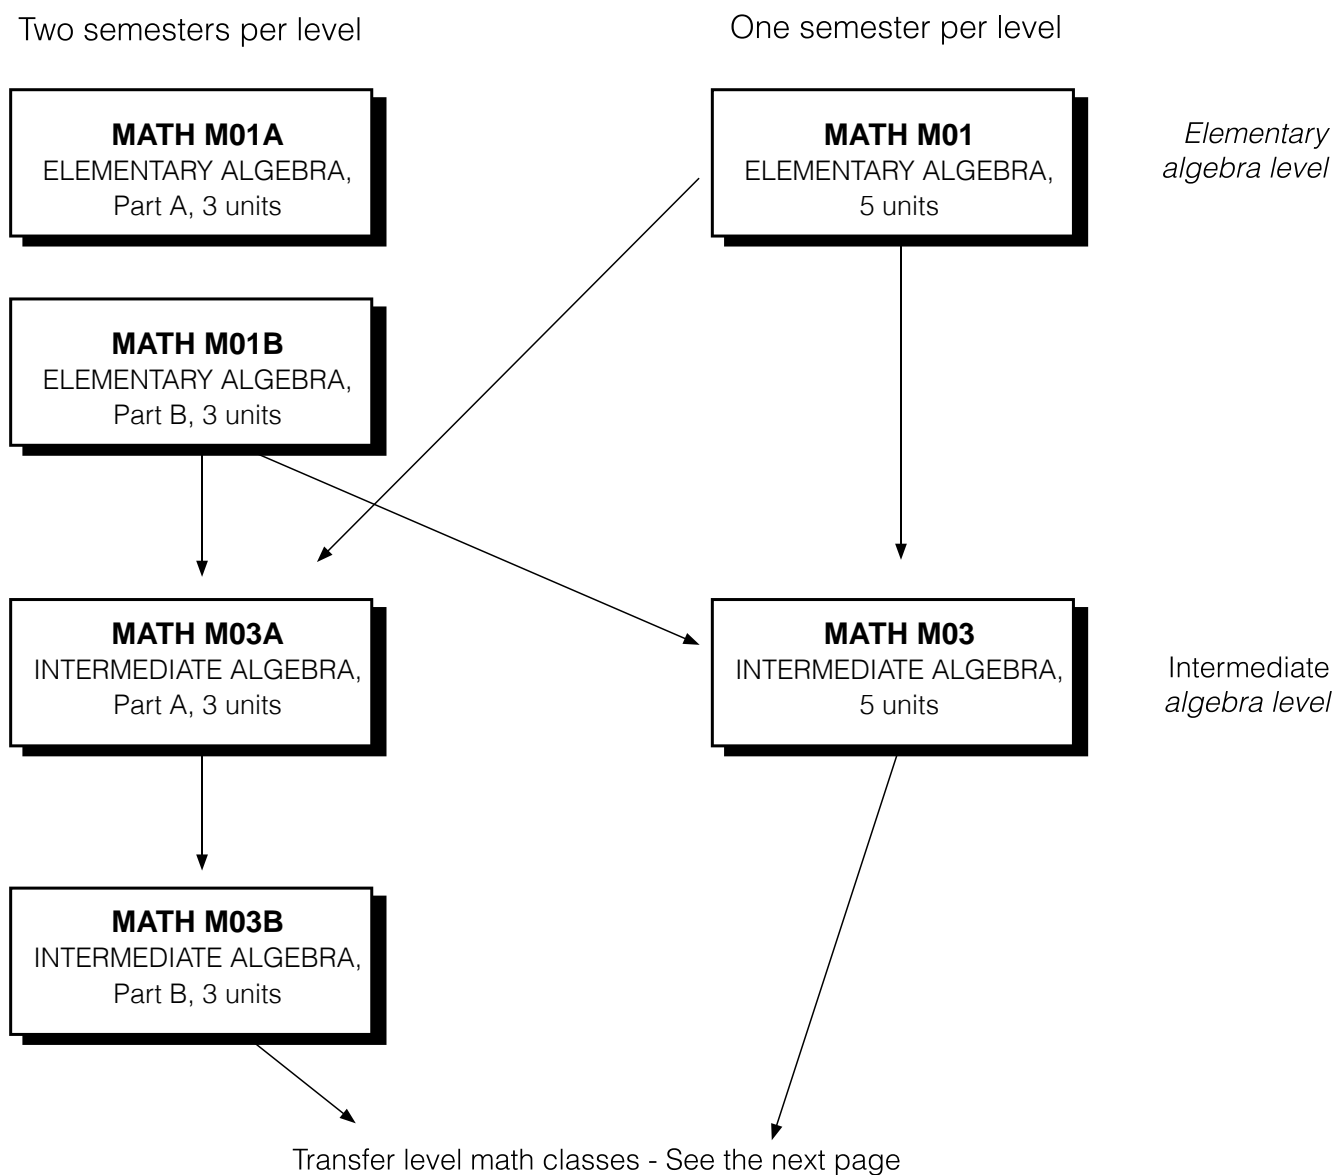 Two semesters per level
One semester per level
MATH M01A
ELEMENTARY ALGEBRA,
Part A, 3 units
MATH M01
ELEMENTARY ALGEBRA,
5 units
Elementary
algebra level
MATH M01B
ELEMENTARY ALGEBRA,
Part B, 3 units
MATH M03A
INTERMEDIATE ALGEBRA,
Part A, 3 units
MATH M03
INTERMEDIATE ALGEBRA,
5 units
Intermediate
algebra level
MATH M03B
INTERMEDIATE ALGEBRA,
Part B, 3 units
Transfer level math classes - See the next page